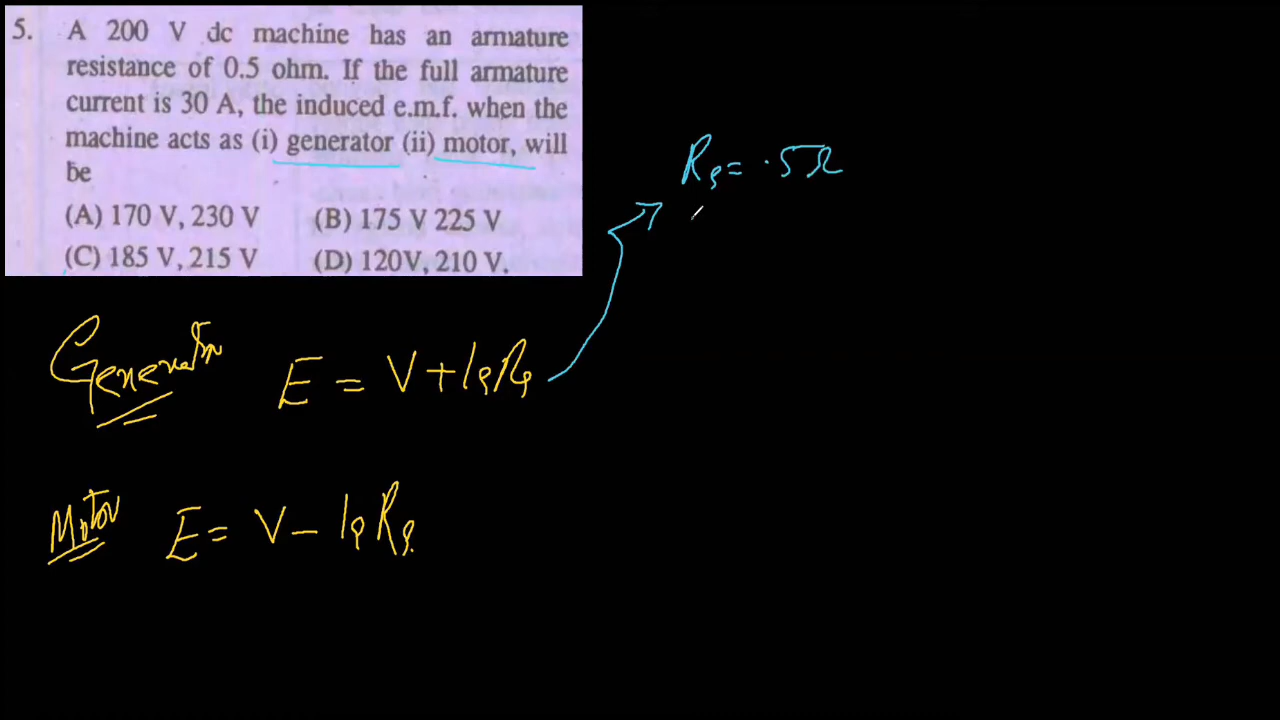 5. A 200 V dc machine has an armature
resistance of 0.5 ohm. If the full armature
current is 30 A, the induced e.m.f. when the
machine acts as (i) generator (ii) motor, will
be
(A) 170 V, 230 V (B) 175 V 225 V
(C) 185 V, 215 V (D) 120V, 210 V.
Ra = .5Ω
Generator E = V + IaRa
Motor E = V - IaRa